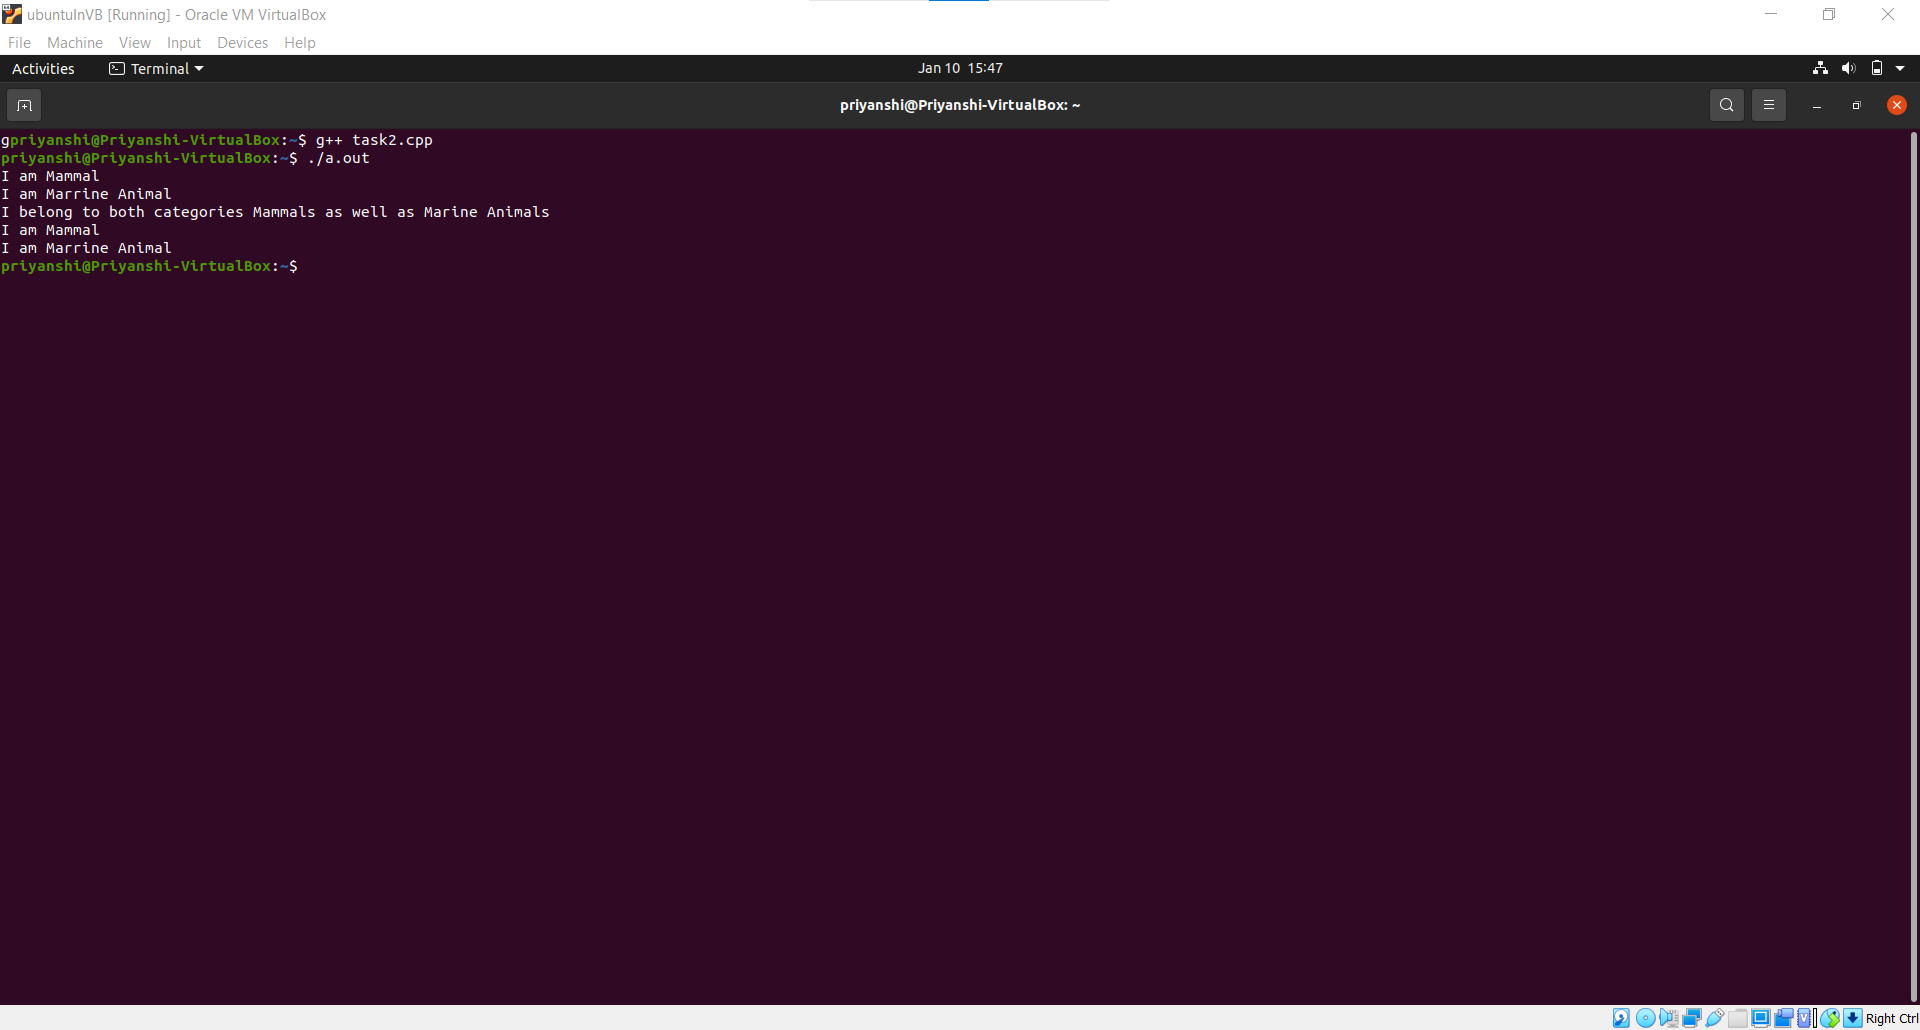 ubuntuInVB [Running] - Oracle VM VirtualBox
File Machine View Input Devices Help
Activities Terminal Jan 10 15:47
priyanshi@Priyanshi-VirtualBox: ~
gpriyanshi@Priyanshi-VirtualBox:~$ g++ task2.cpp
priyanshi@Priyanshi-VirtualBox:~$ ./a.out
I am Mammal
I am Marrine Animal
I belong to both categories Mammals as well as Marine Animals
I am Mammal
I am Marrine Animal
priyanshi@Priyanshi-VirtualBox:~$
Right Ctrl